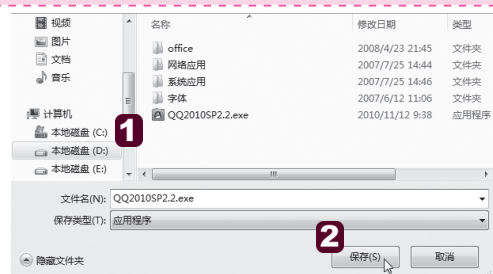 视频
图片
文档
音乐
计算机
本地磁盘 (C:)
本地磁盘 (D:)
本地磁盘 (E:)
1
名称 修改日期 类型
office 2008/4/23 21:45 文件夹
网络应用 2007/7/25 14:44 文件夹
系统应用 2007/7/25 14:46 文件夹
字体 2007/6/12 11:06 文件夹
QQ2010SP2.2.exe 2010/11/12 9:38 应用程序
文件名(N): QQ2010SP2.2.exe
保存类型(T): 应用程序
2
隐藏文件夹 保存(S) 取消